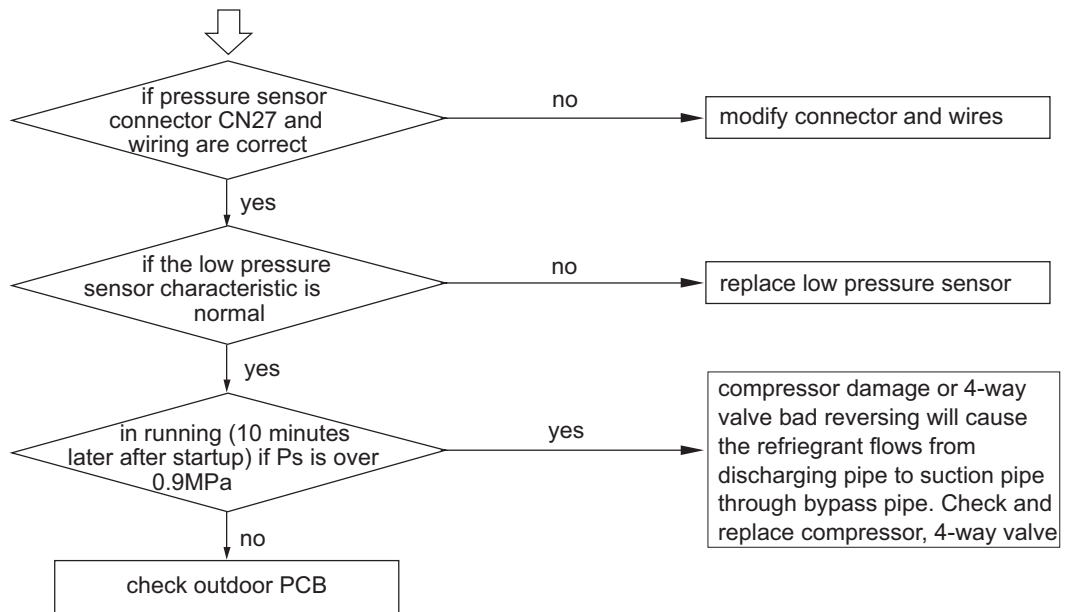 if pressure sensor
connector CN27 and
wiring are correct
no
modify connector and wires
yes
if the low pressure
sensor characteristic is
normal
no
replace low pressure sensor
yes
in running (10 minutes
later after startup) if Ps is over
0.9MPa
yes
compressor damage or 4-way
valve bad reversing will cause
the refriegrant flows from
discharging pipe to suction pipe
through bypass pipe. Check and
replace compressor, 4-way valve
no
check outdoor PCB